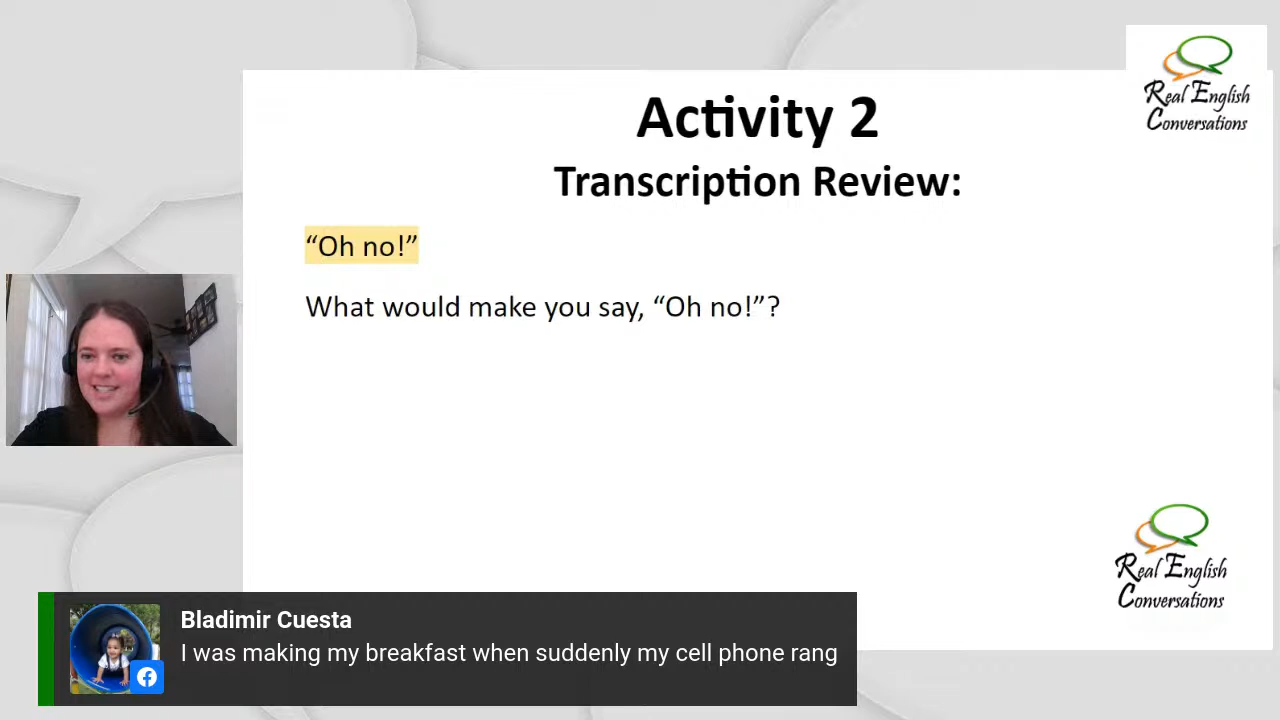 Real English
Conversations
Activity 2
Transcription Review:
“Oh no!”
What would make you say, “Oh no!”?
Real English
Conversations
Bladimir Cuesta
I was making my breakfast when suddenly my cell phone rang